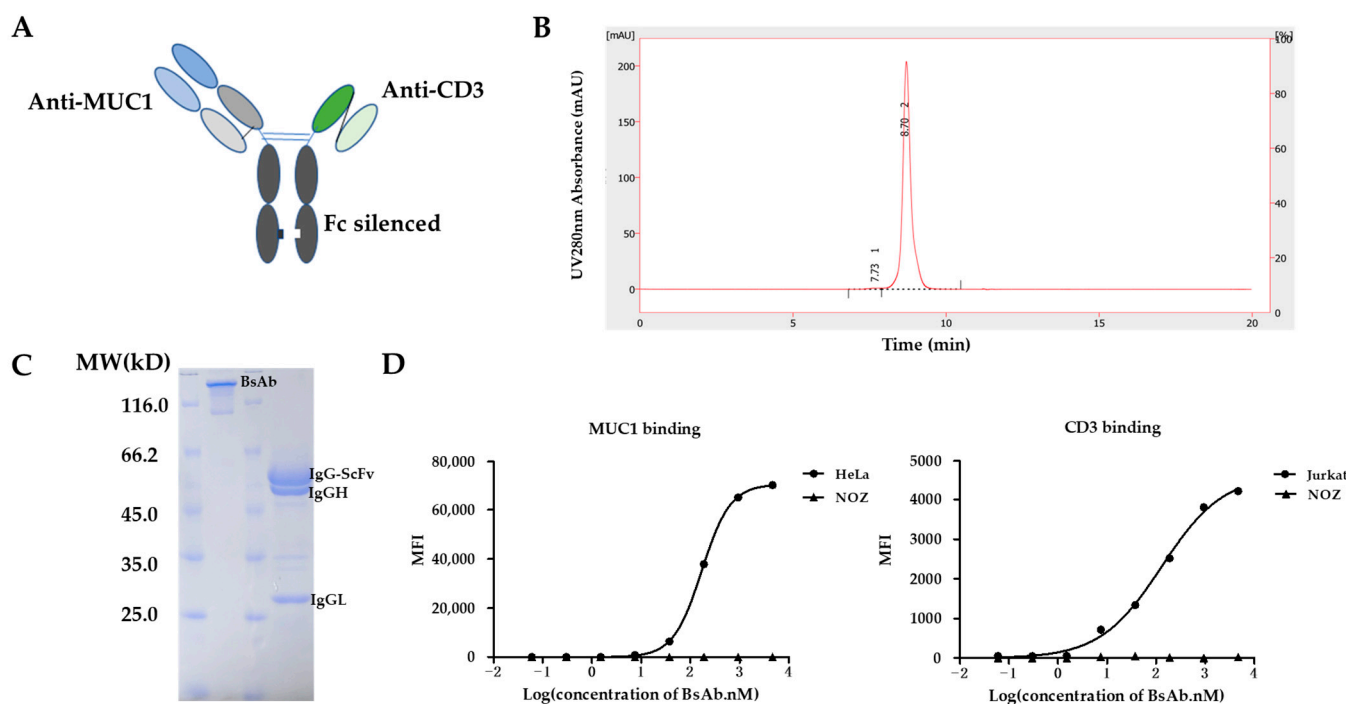 A
Anti-MUC1
Anti-CD3
Fc silenced
B
[mAU]
[%]
UV280nm Absorbance (mAU)
200
150
100
50
0
100
80
60
40
20
0
7.73 1
8.70 2
0 5 10 15 20
Time (min)
C
MW(kD)
116.0
66.2
45.0
35.0
25.0
BsAb
IgG-ScFv
IgGH
IgGL
D
MUC1 binding
MFI
80,000
60,000
40,000
20,000
0
−2 −1 0 1 2 3 4
Log(concentration of BsAb.nM)
HeLa
NOZ
CD3 binding
MFI
5000
4000
3000
2000
1000
0
−2 −1 0 1 2 3 4
Log(concentration of BsAb.nM)
Jurkat
NOZ